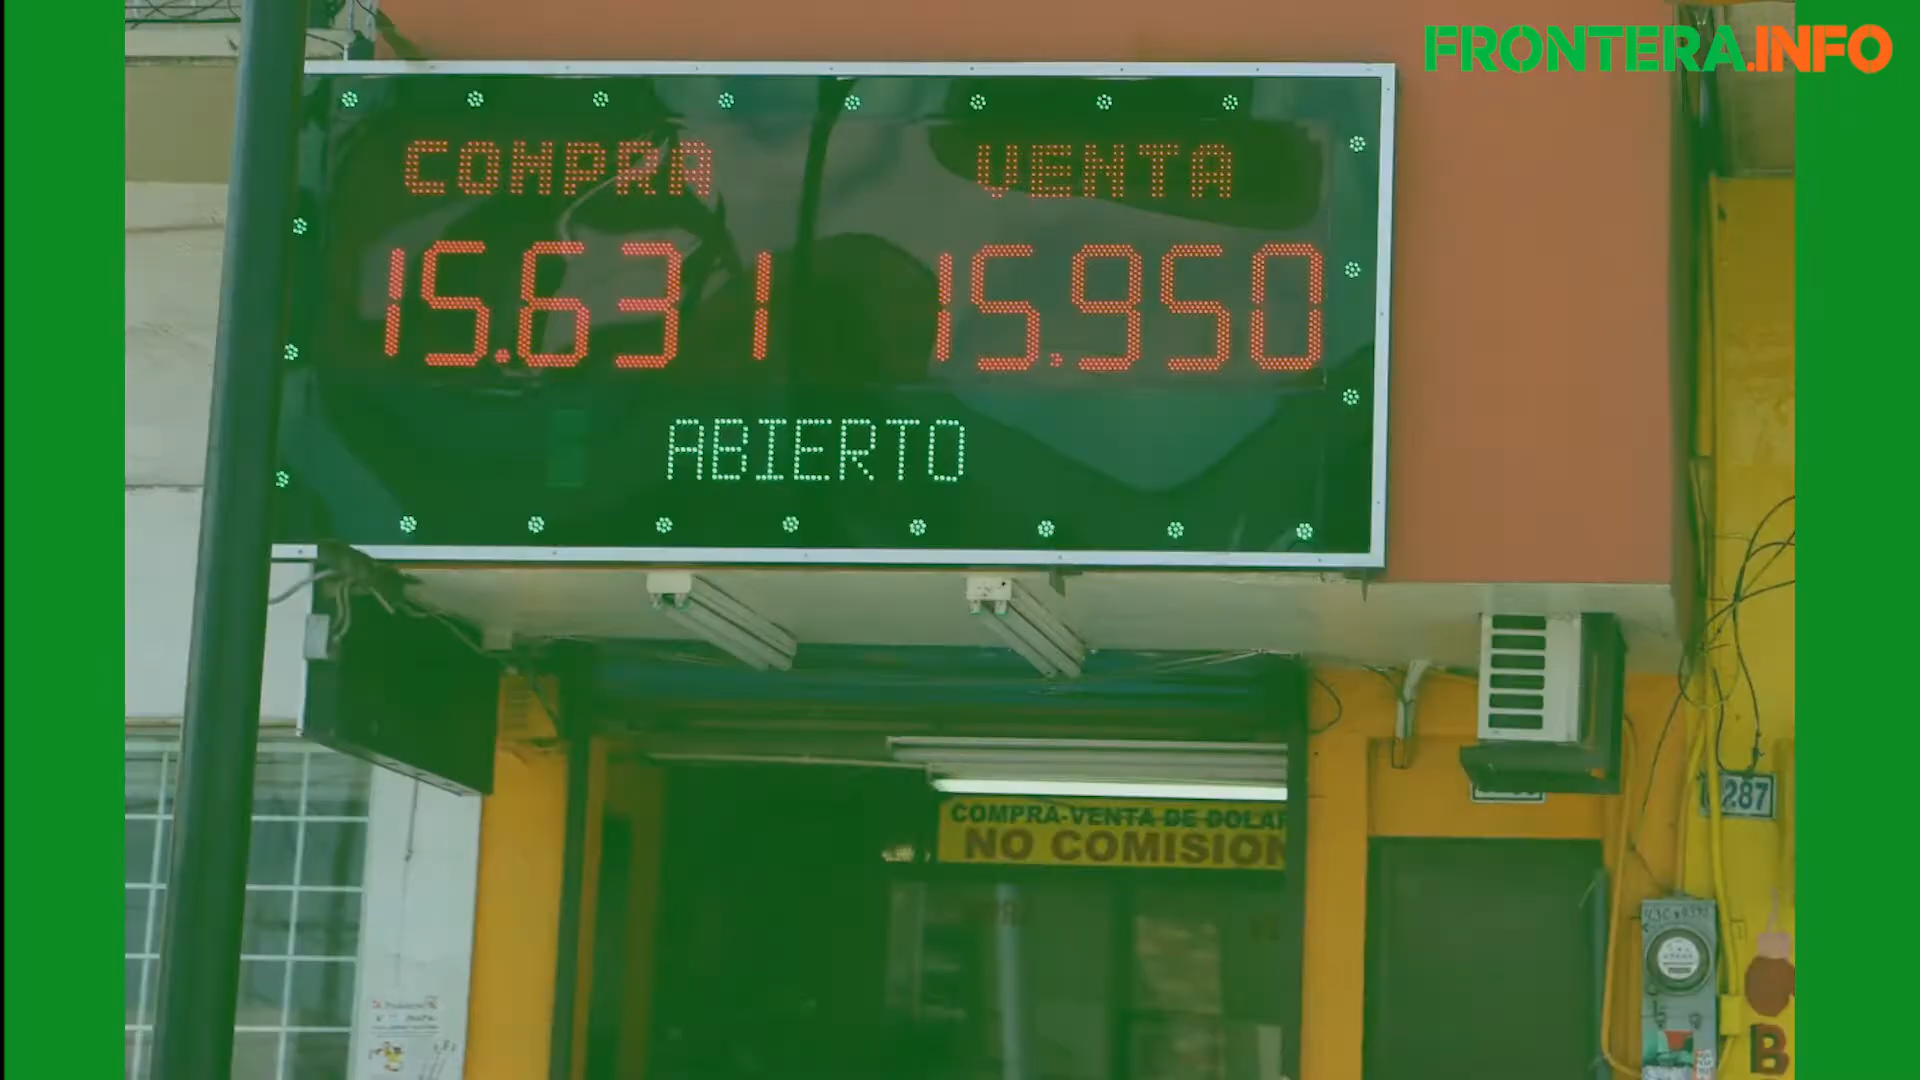 FRONTERA.INFO
COMPRA VENTA
15.631 15.950
ABIERTO
COMPRA-VENTA DE DOLAR
NO COMISION
287
B